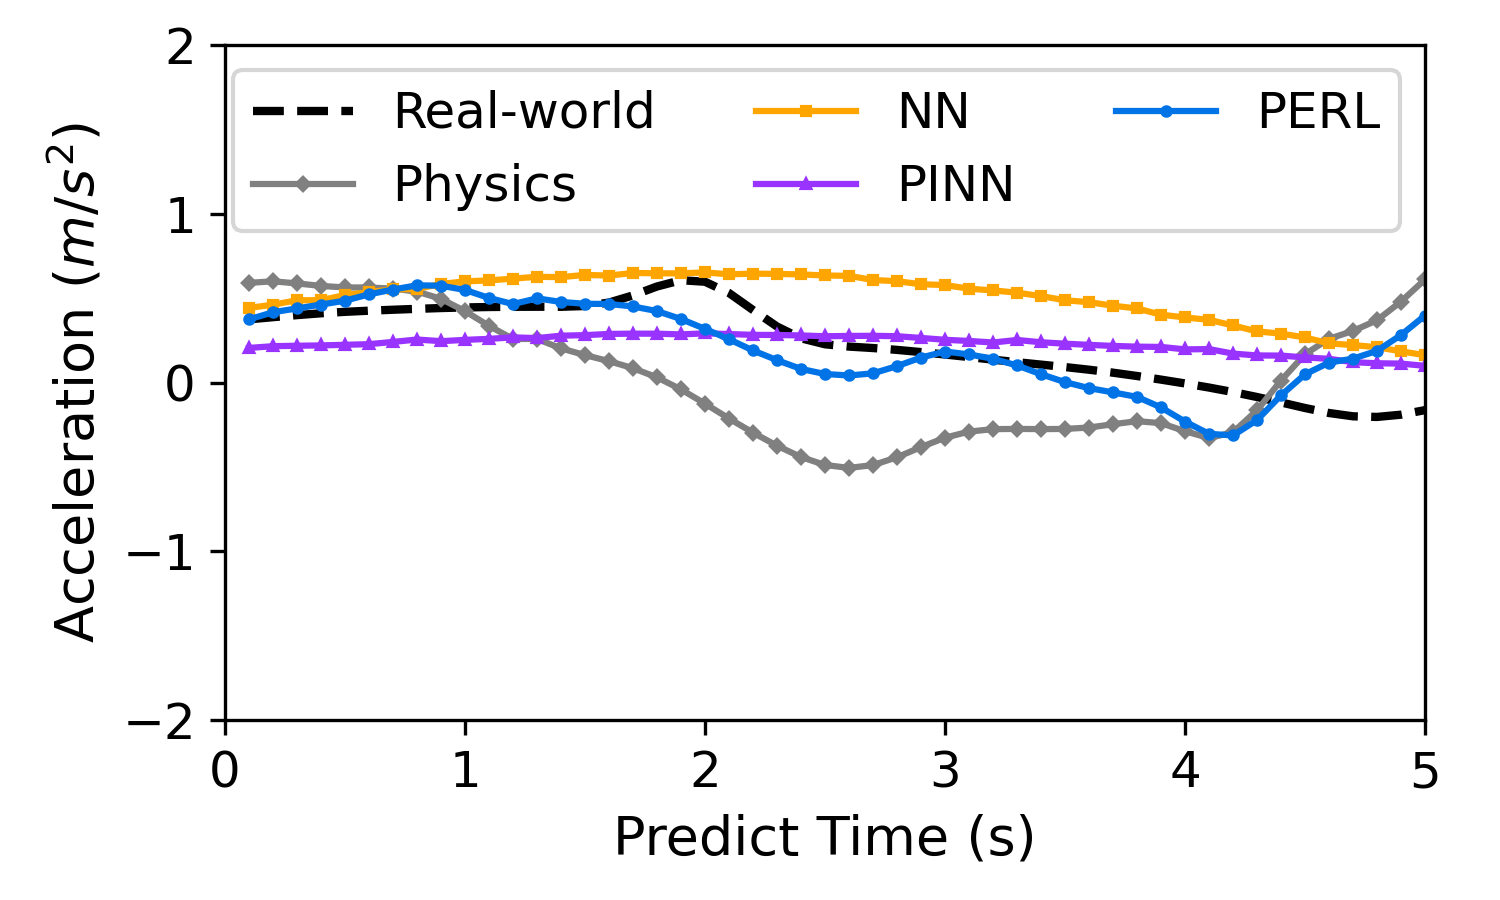 2
1
0
−1
−2
Acceleration (m/s²)
Real-world
Physics
NN
PINN
PERL
0 1 2 3 4 5
Predict Time (s)